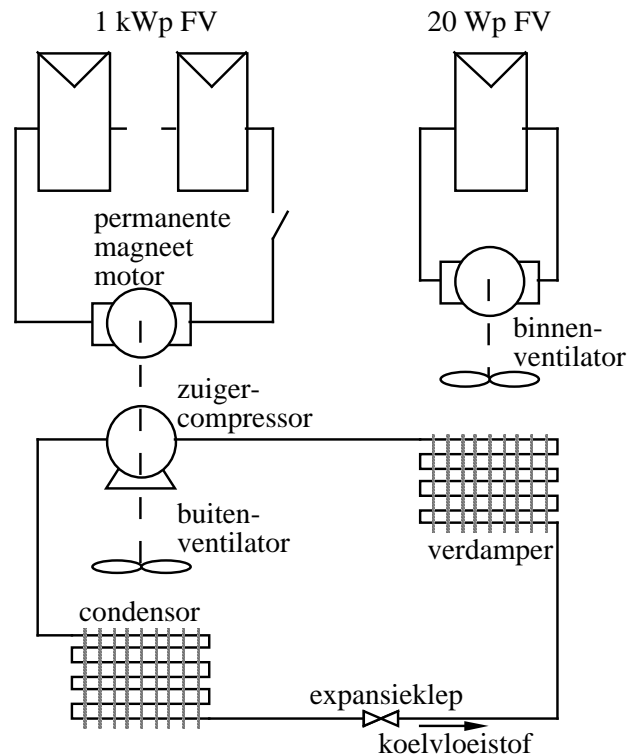 1 kWp FV
20 Wp FV
permanente
magneet
motor
binnen-
ventilator
zuiger-
compressor
buiten-
ventilator
verdamper
condensor
expansieklep
koelvloeistof